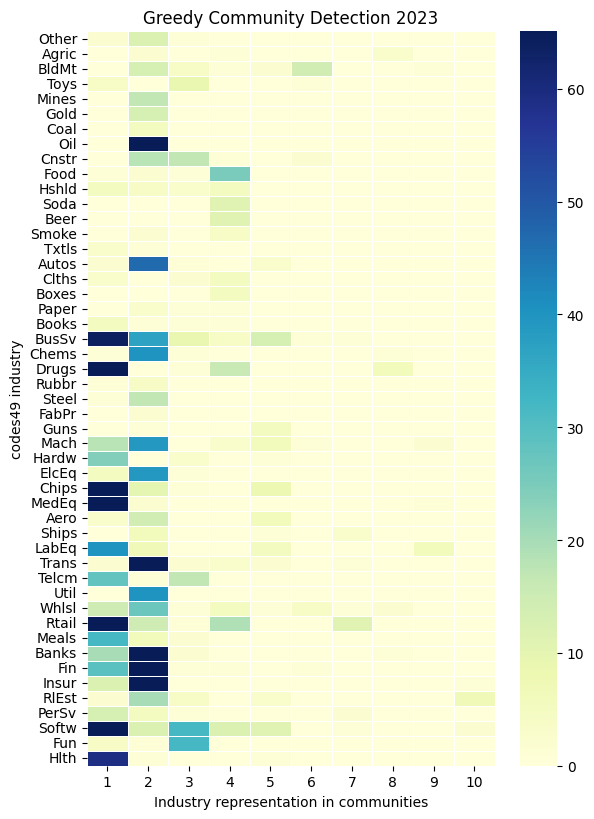 Greedy Community Detection 2023
codes49 industry
Other
Agric
BldMt
Toys
Mines
Gold
Coal
Oil
Cnstr
Food
Hshld
Soda
Beer
Smoke
Txtls
Autos
Clths
Boxes
Paper
Books
BusSv
Chems
Drugs
Rubbr
Steel
FabPr
Guns
Mach
Hardw
ElcEq
Chips
MedEq
Aero
Ships
LabEq
Trans
Telcm
Util
Whlsl
Rtail
Meals
Banks
Fin
Insur
RlEst
PerSv
Softw
Fun
Hlth
1 2 3 4 5 6 7 8 9 10
Industry representation in communities
60
50
40
30
20
10
0